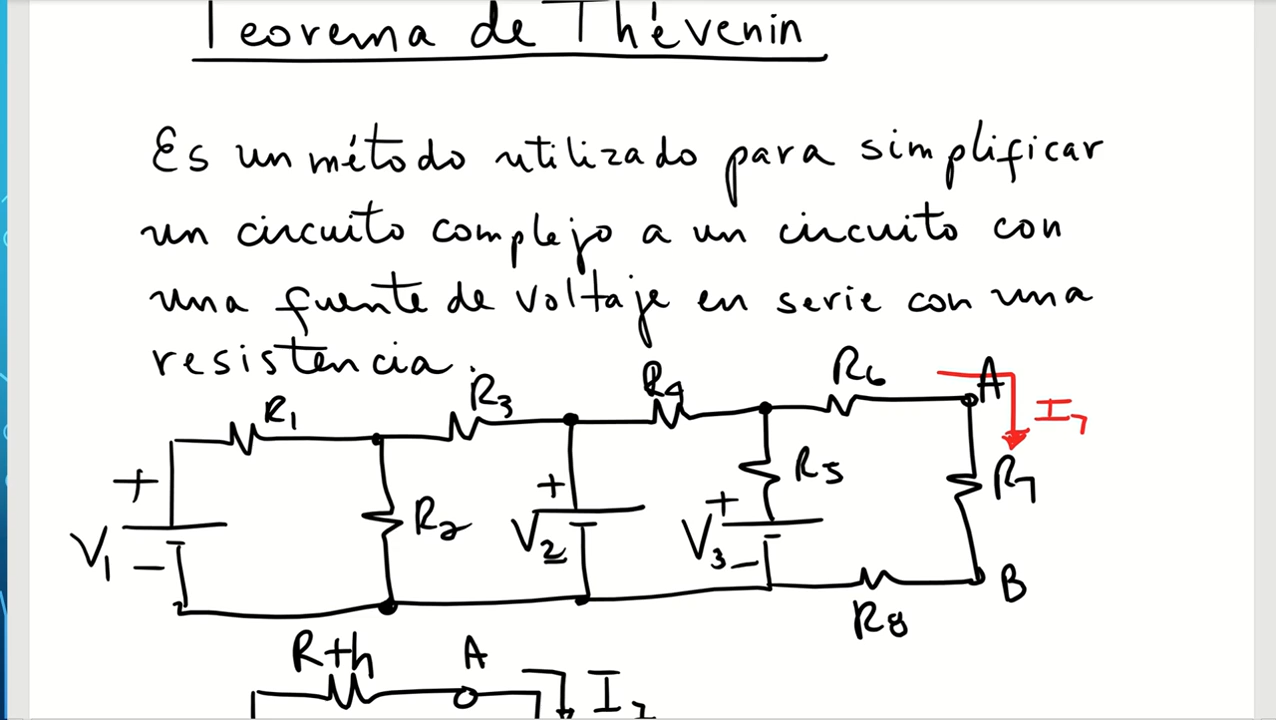 Teorema de Thévenin
Es un método utilizado para simplificar
un circuito complejo a un circuito con
una fuente de voltaje en serie con una
resistencia.
R1
R3
R4
R6
A
I7
+
V1
-
R2
+
V2
+
V3
-
R5
R7
B
R8
Rth
A
I7